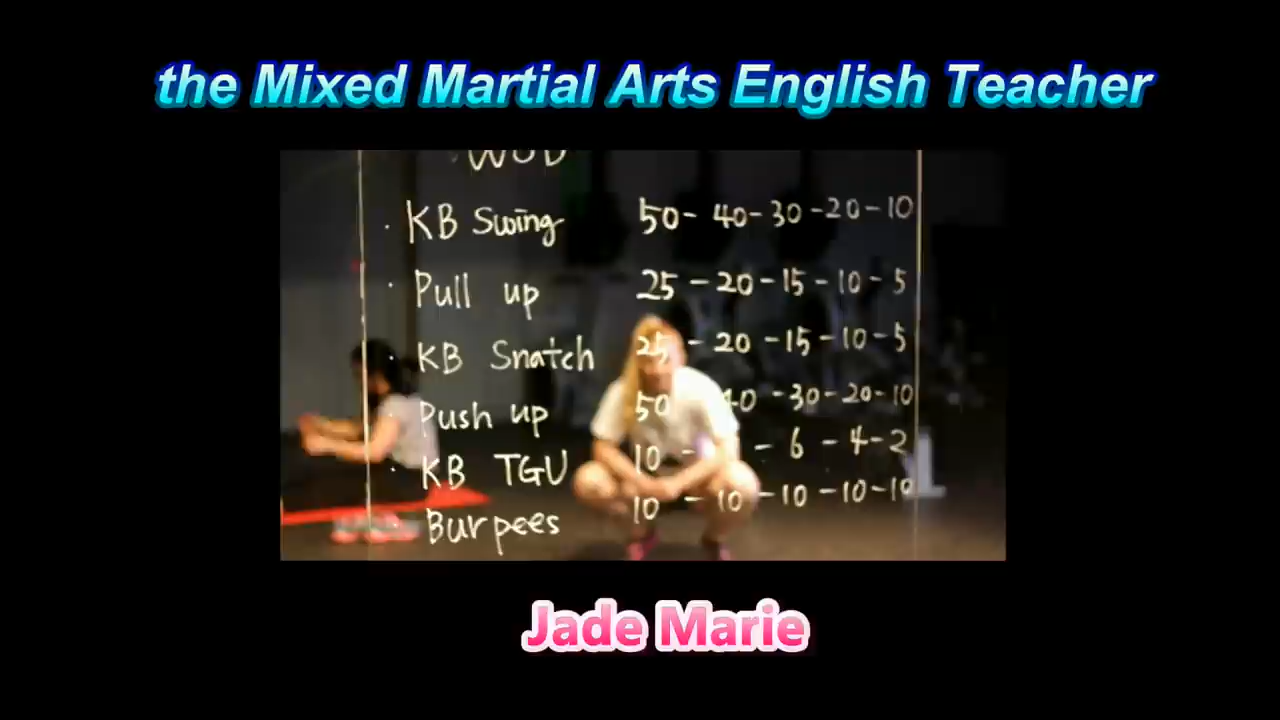 the Mixed Martial Arts English Teacher
WOD
· KB Swing 50 - 40 - 30 - 20 - 10
· Pull up 25 - 20 - 15 - 10 - 5
· KB Snatch 25 - 20 - 15 - 10 - 5
· Push up 50 40 - 30 - 20 - 10
· KB TGU 10 - - 6 - 4 - 2
Burpees 10 - 10 - 10 - 10 - 10
Jade Marie